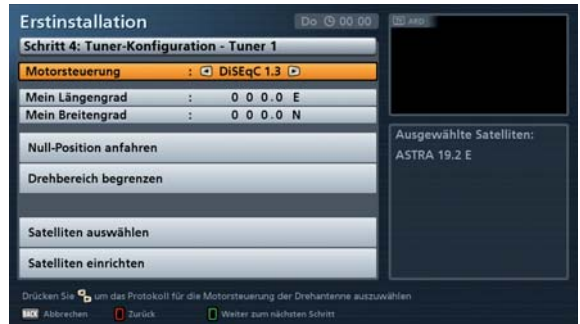 Erstinstallation
Do 00 00
TV ARD
Schritt 4: Tuner-Konfiguration - Tuner 1
Motorsteuerung : DiSEqC 1.3
Mein Längengrad : 0 0 0.0 E
Mein Breitengrad : 0 0 0.0 N
Null-Position anfahren
Drehbereich begrenzen
Satelliten auswählen
Satelliten einrichten
Ausgewählte Satelliten:
ASTRA 19.2 E
Drücken Sie um das Protokoll für die Motorsteuerung der Drehantenne auszuwählen
BACK Abbrechen Zurück Weiter zum nächsten Schritt